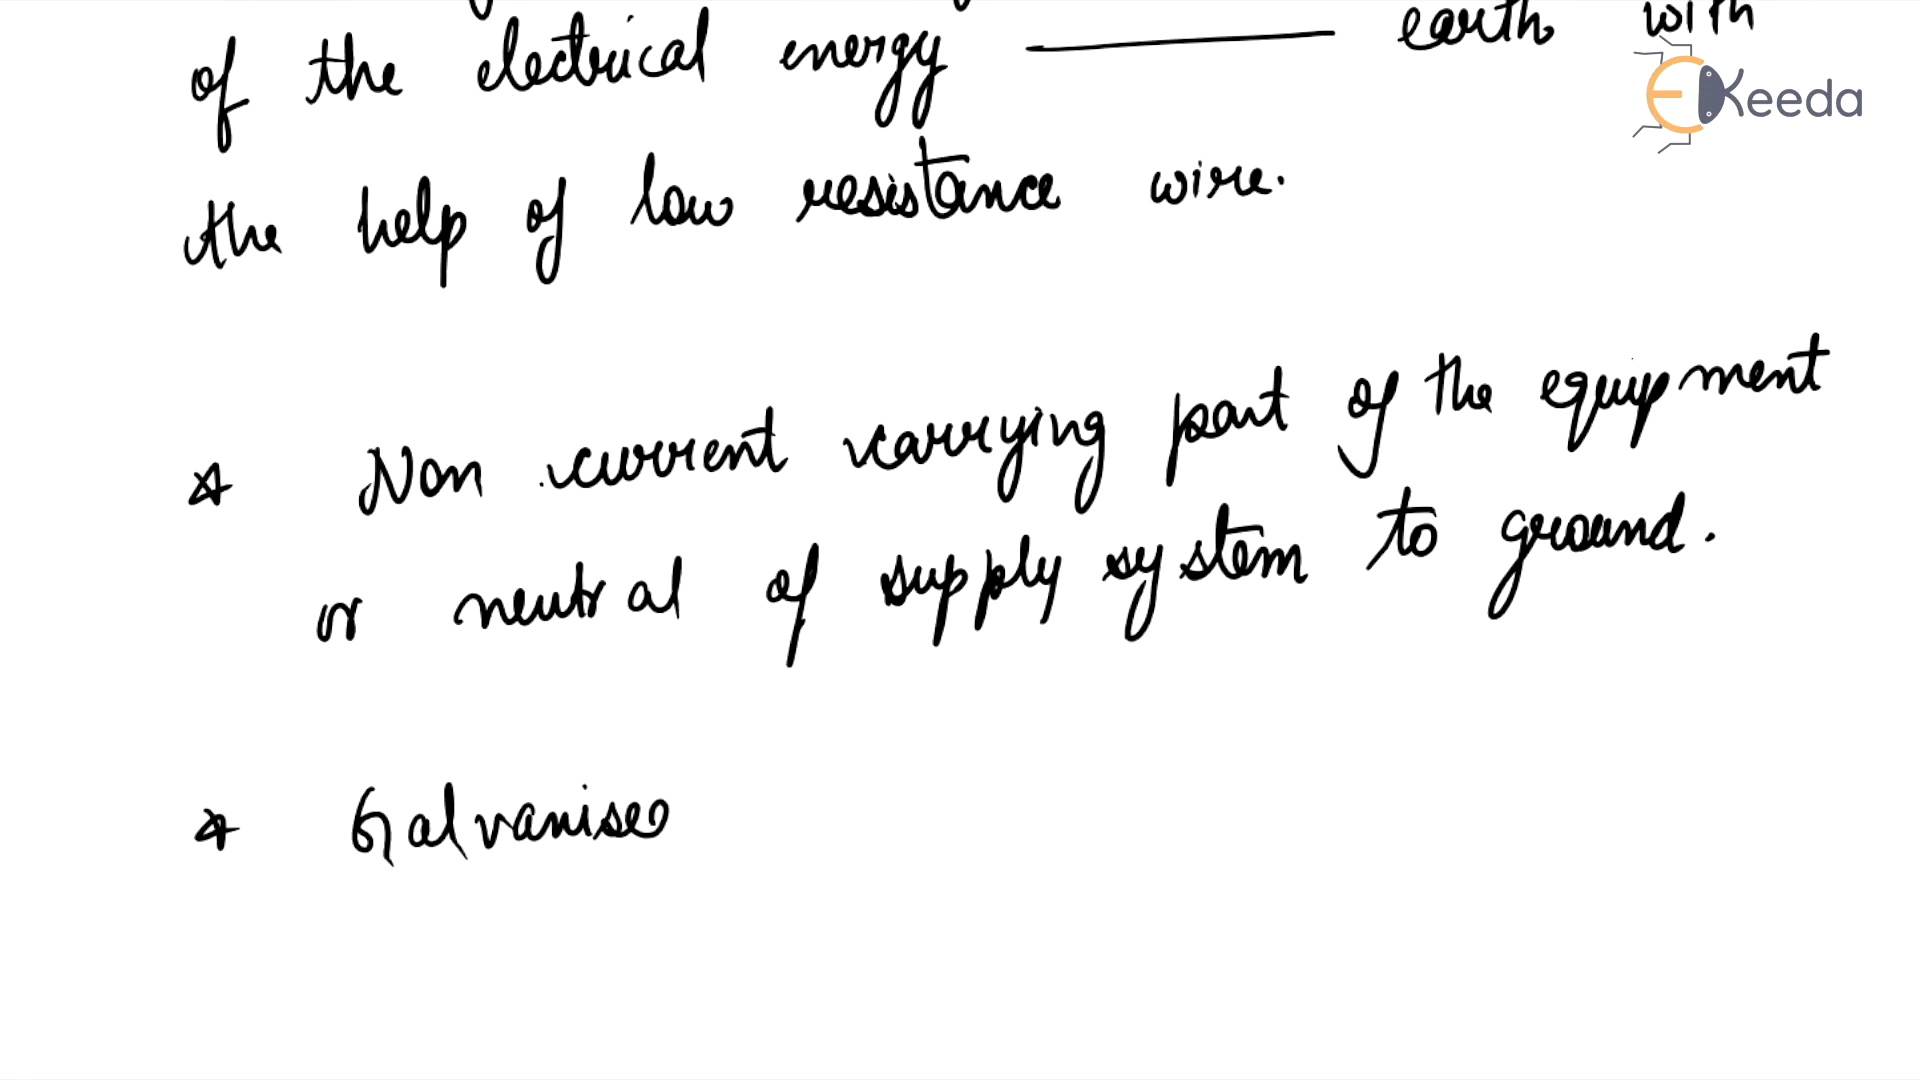 of the electrical energy ———— earth with
EKeeda
the help of low resistance wire.
* Non current carrying part of the equipment
or neutral of supply system to ground.
* Galvanise